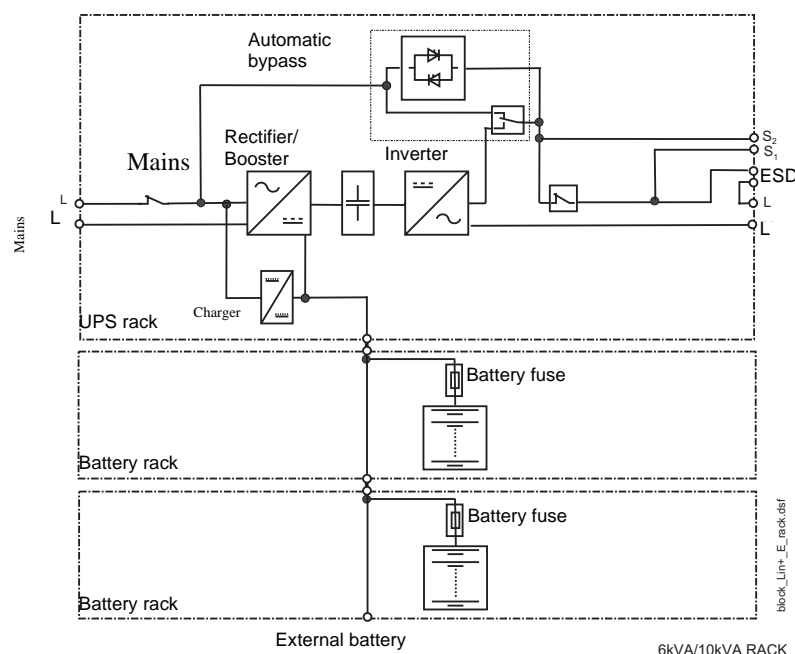 Automatic
bypass
Rectifier/
Booster
Inverter
Mains
S2
S1
ESD
L
L
L
L
Mains
Charger
UPS rack
Battery fuse
Battery rack
Battery fuse
Battery rack
External battery
block_Lin+_E_rack.dsf
6kVA/10kVA RACK